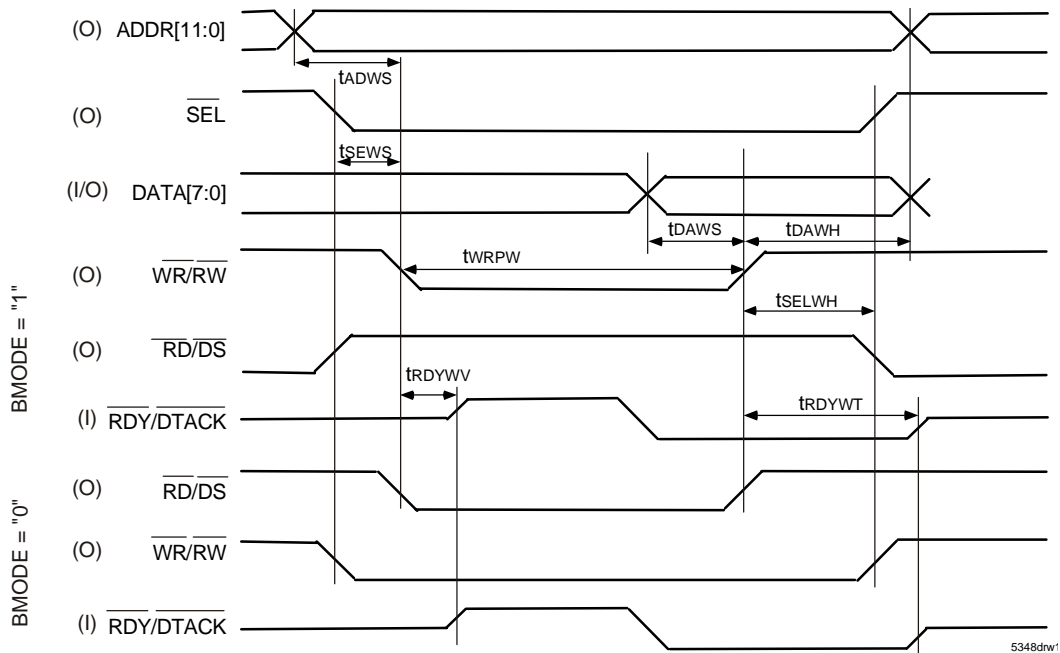 (O) ADDR[11:0]
tADWS
(O) SEL
tSEWS
(I/O) DATA[7:0]
tDAWS
tDAWH
BMODE = "1"
(O) WR/RW
tWRPW
tSELWH
(O) RD/DS
tRDYWV
(I) RDY/DTACK
tRDYWT
BMODE = "0"
(O) RD/DS
(O) WR/RW
(I) RDY/DTACK